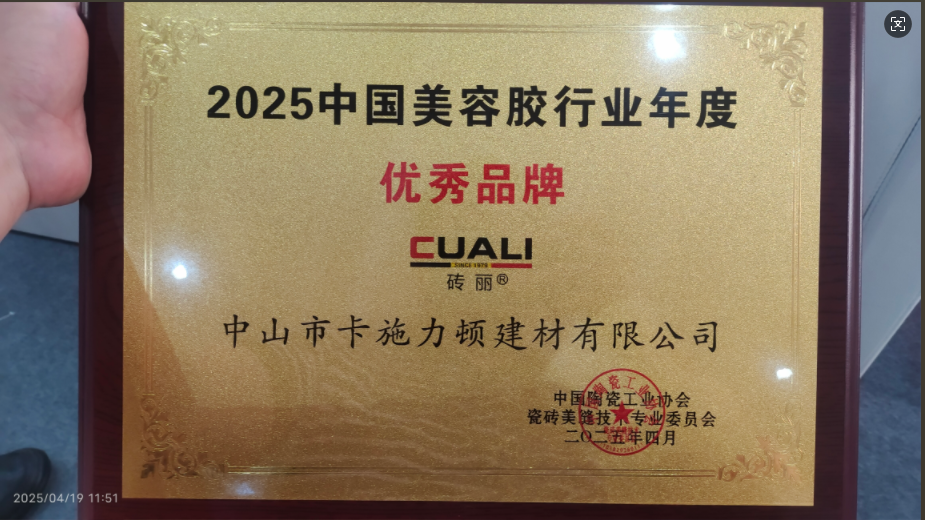 2025中国美容胶行业年度
优秀品牌
CUALI
SINCE 1978
砖丽®
中山市卡施力顿建材有限公司
中国陶瓷工业协会
瓷砖美缝技术专业委员会
二〇二五年四月
2025/04/19 11:51